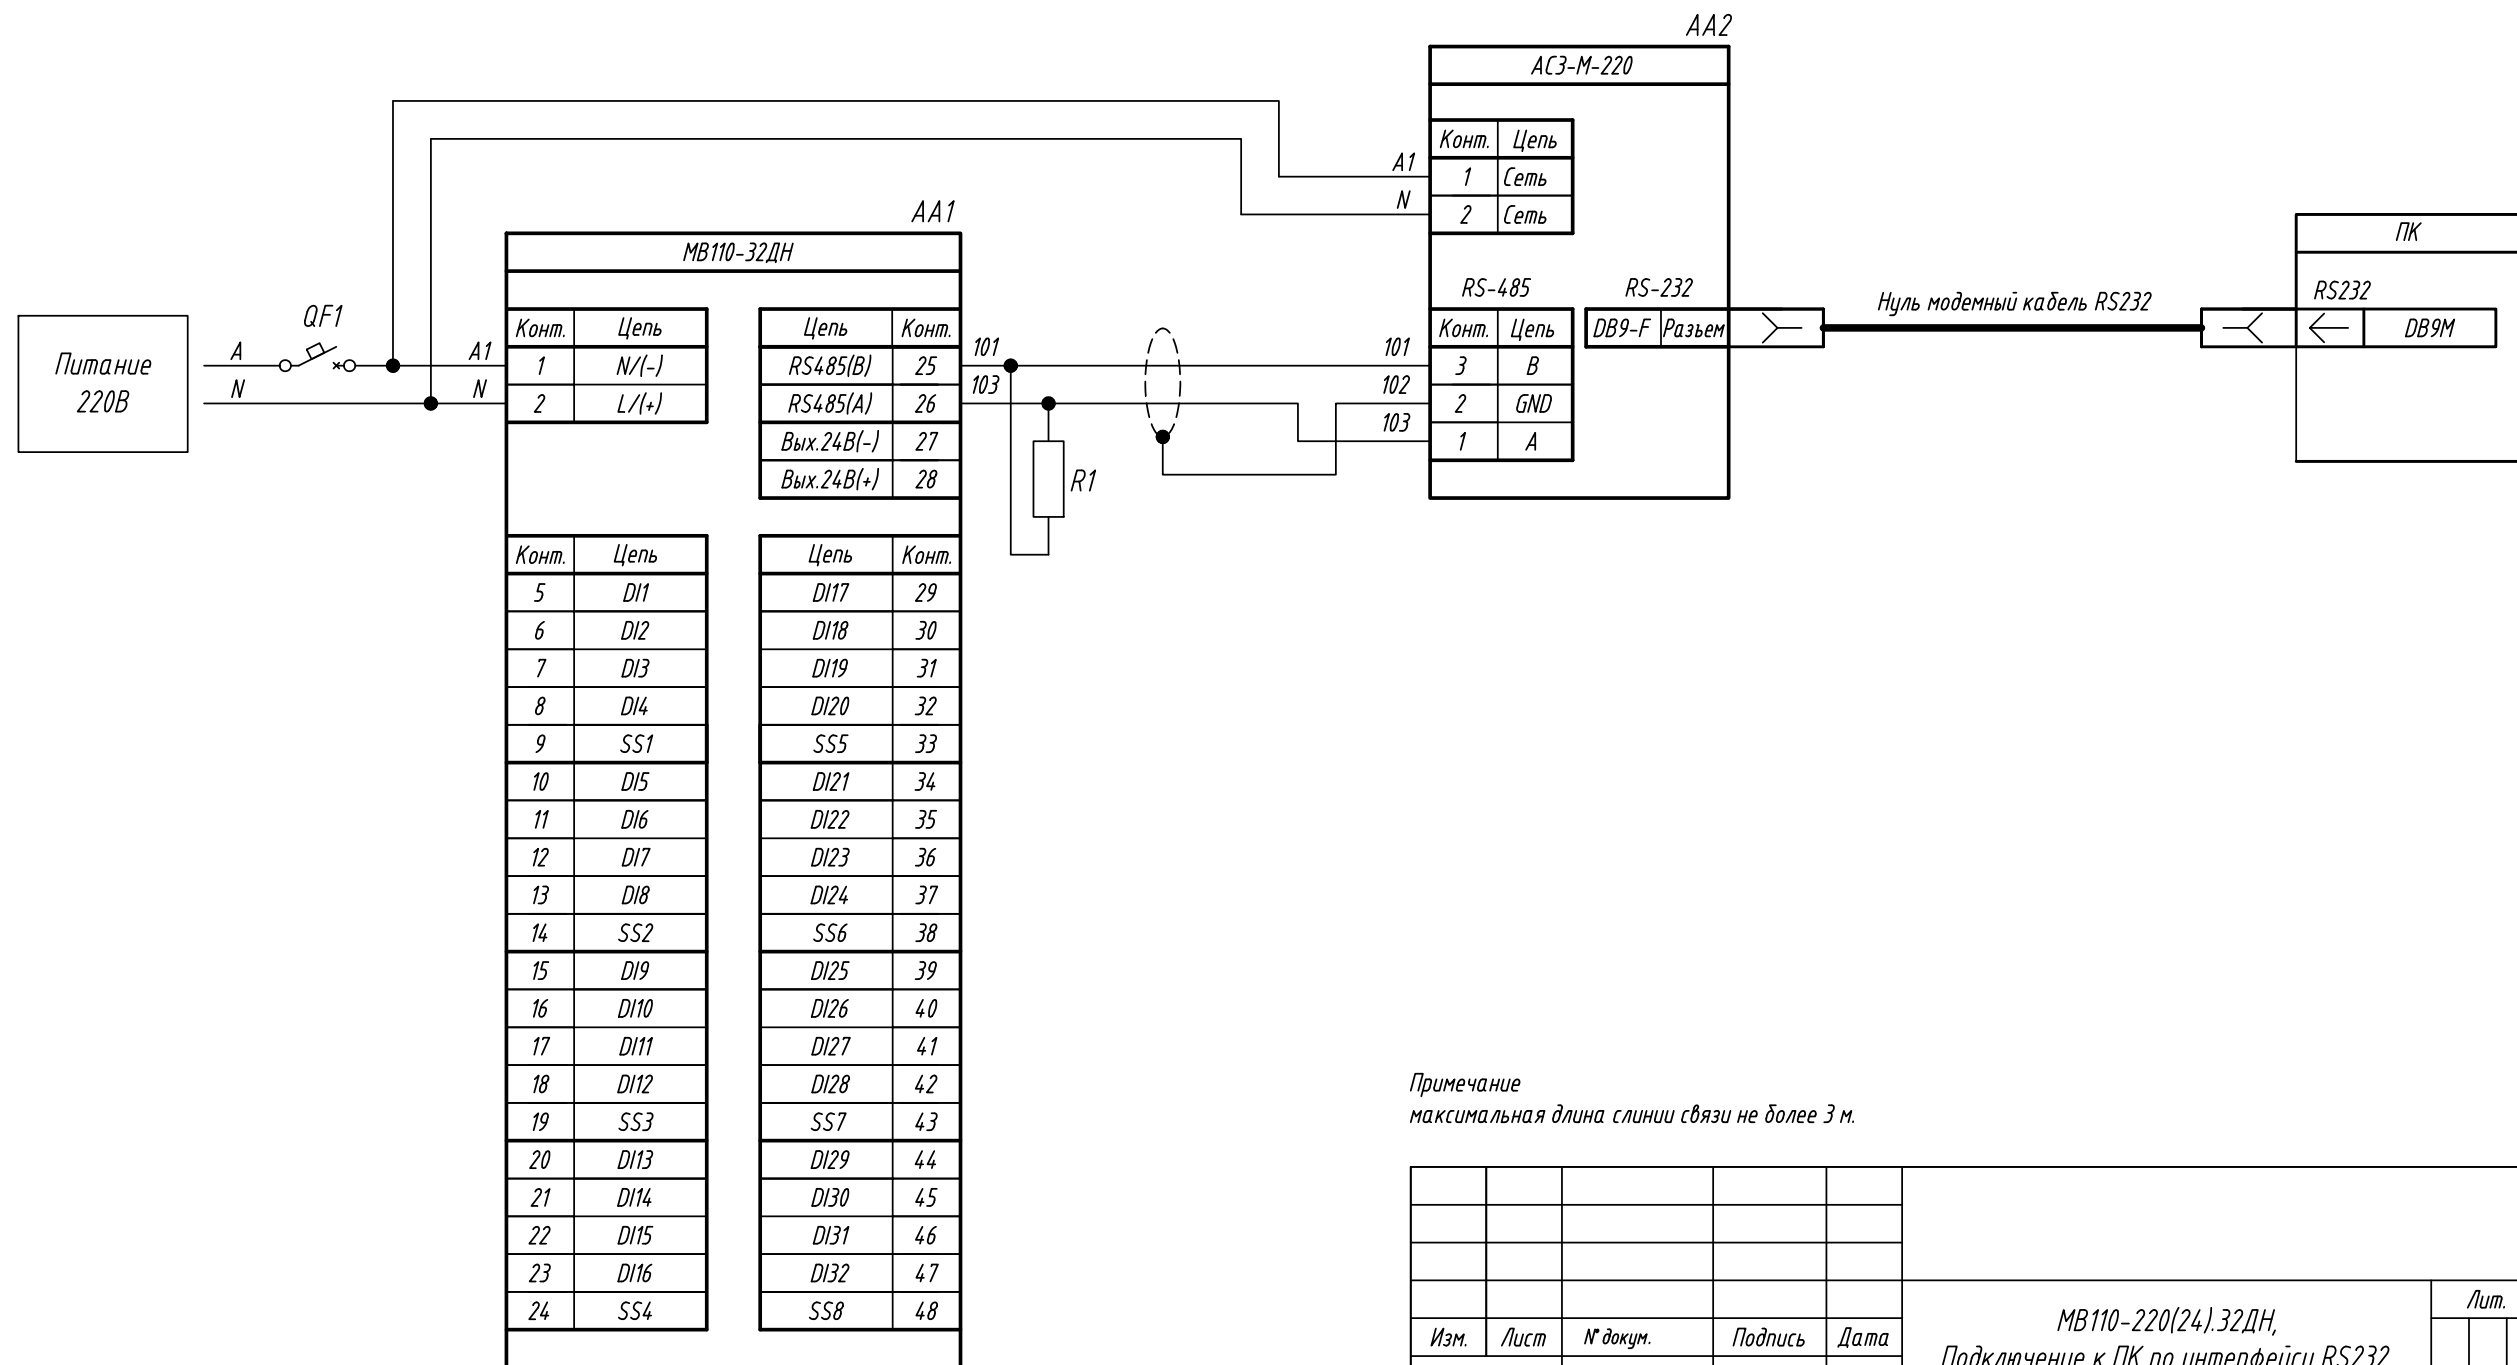 AA2
АС3-М-220
Конт. Цепь
A1 1 Сеть
N 2 Сеть
AA1
МВ110-32ДН
ПК
RS-485 RS-232
Нуль модемный кабель RS232
RS232
QF1
Конт. Цепь Цепь Конт.
Конт. Цепь DB9-F Разьем
DB9M
Питание
220В
A A1 1 N/(-) RS485(B) 25 101 101 3 B
N N 2 L/(+) RS485(A) 26 103 102 2 GND
Вых.24В(-) 27 103 1 A
Вых.24В(+) 28 R1
Конт. Цепь Цепь Конт.
5 DI1 DI17 29
6 DI2 DI18 30
7 DI3 DI19 31
8 DI4 DI20 32
9 SS1 SS5 33
10 DI5 DI21 34
11 DI6 DI22 35
12 DI7 DI23 36
13 DI8 DI24 37
14 SS2 SS6 38
15 DI9 DI25 39
16 DI10 DI26 40
17 DI11 DI27 41
18 DI12 DI28 42
19 SS3 SS7 43
20 DI13 DI29 44
21 DI14 DI30 45
22 DI15 DI31 46
23 DI16 DI32 47
24 SS4 SS8 48
Примечание
максимальная длина слинии связи не более 3 м.
Лит.
МВ110-220(24).32ДН,
Изм. Лист № докум. Подпись Дата
Подключение к ПК по интерфейсу RS232